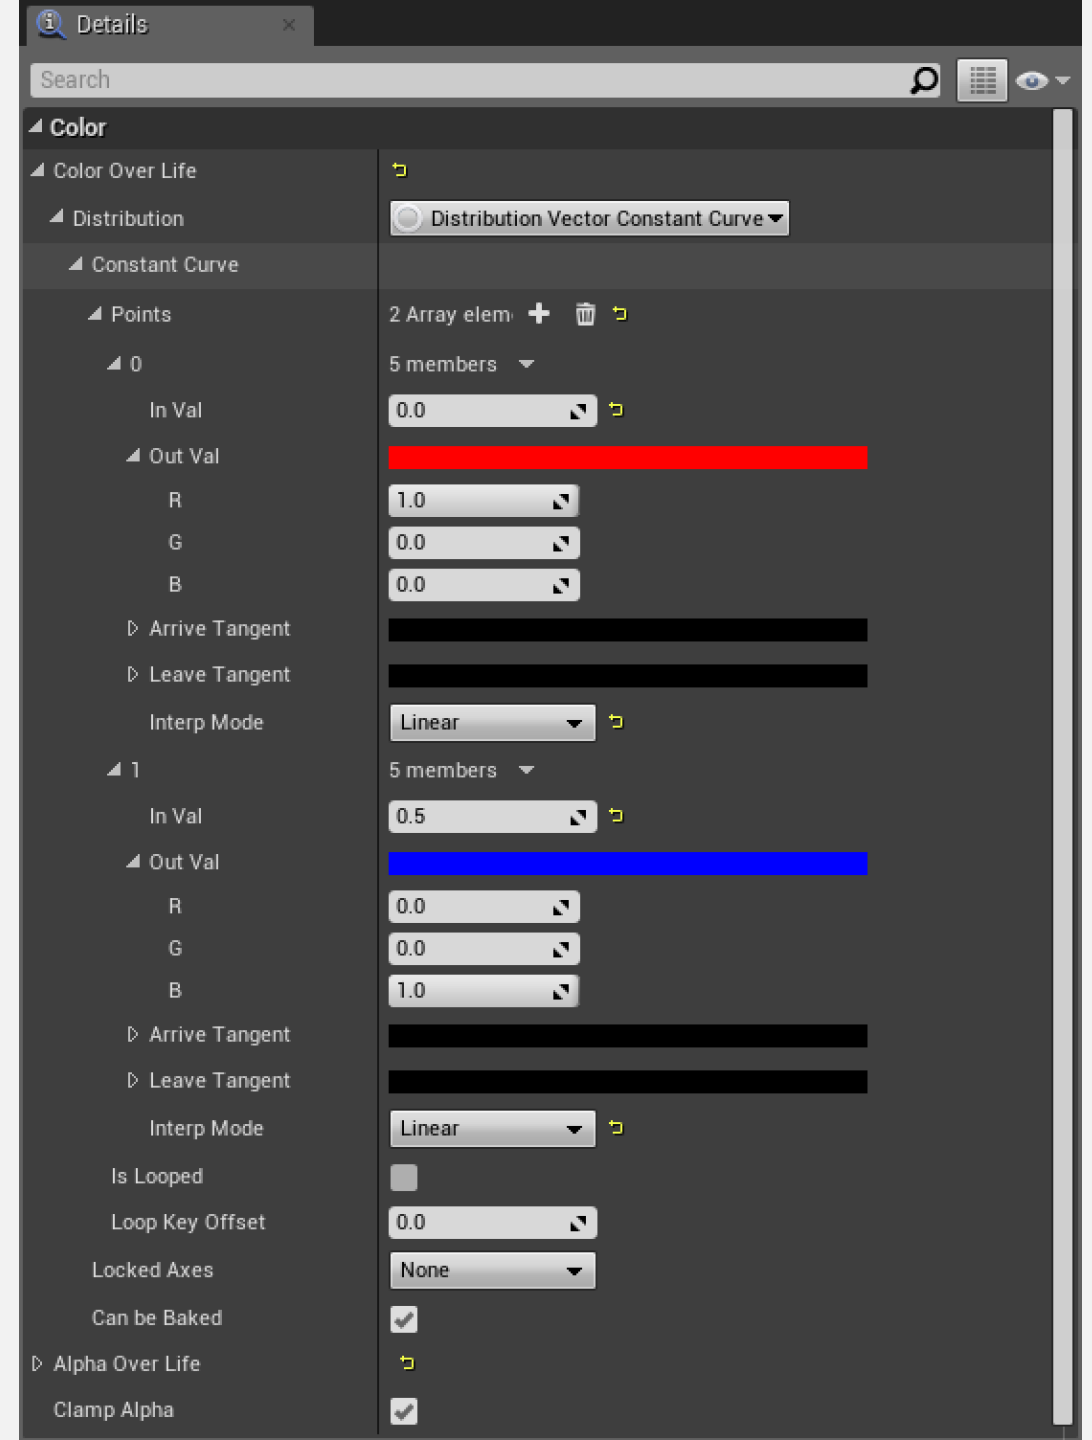 Details
Search
Color
Color Over Life
Distribution Distribution Vector Constant Curve
Constant Curve
Points 2 Array elem
0 5 members
In Val 0.0
Out Val
R 1.0
G 0.0
B 0.0
Arrive Tangent
Leave Tangent
Interp Mode Linear
1 5 members
In Val 0.5
Out Val
R 0.0
G 0.0
B 1.0
Arrive Tangent
Leave Tangent
Interp Mode Linear
Is Looped
Loop Key Offset 0.0
Locked Axes None
Can be Baked
Alpha Over Life
Clamp Alpha